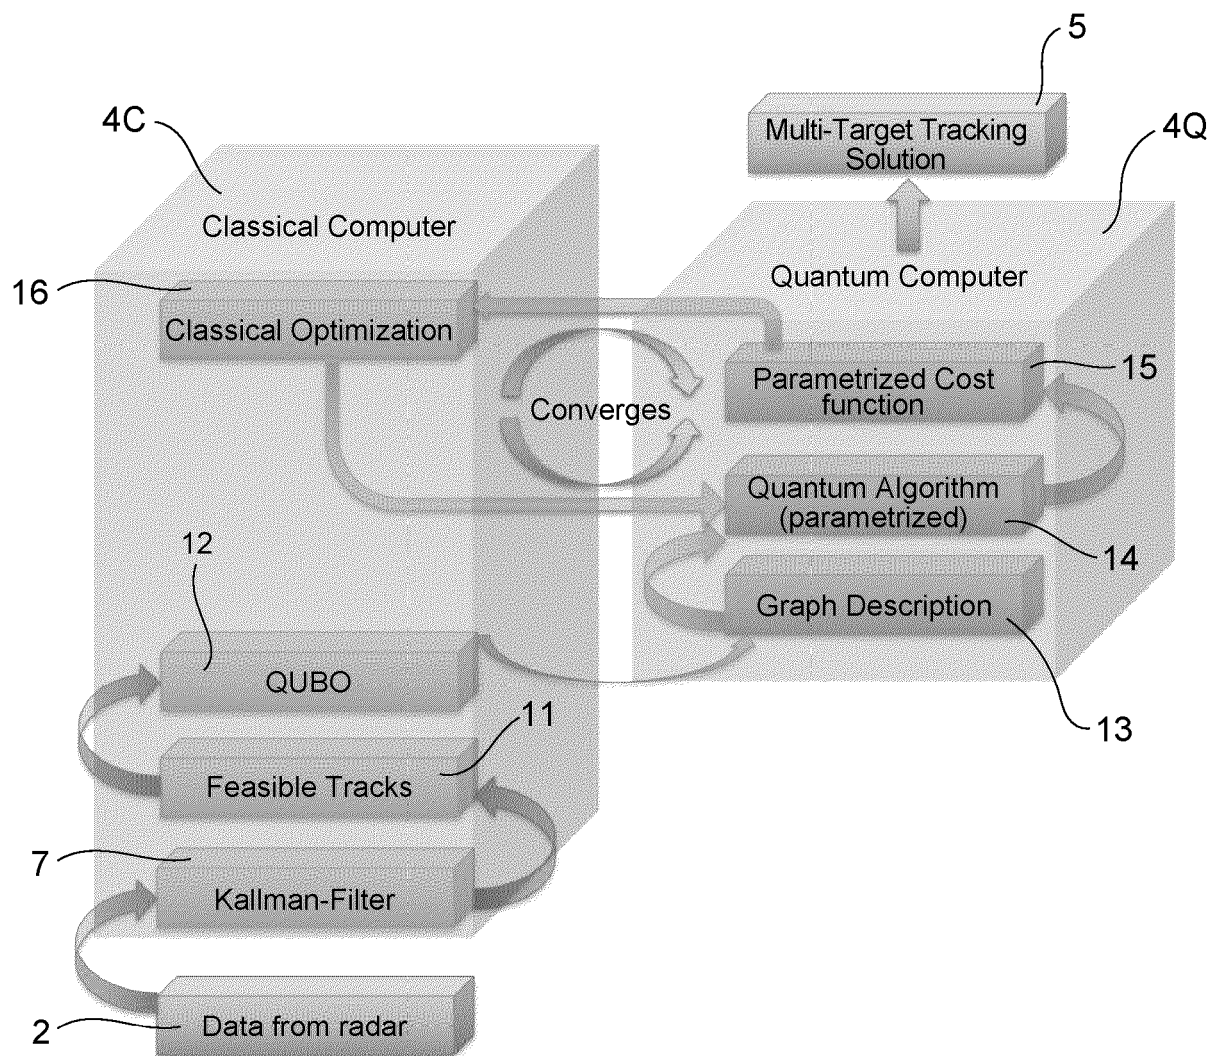 5
Multi-Target Tracking
Solution
4C
4Q
Classical Computer
Quantum Computer
16
Classical Optimization
Parametrized Cost
function
15
Converges
Quantum Algorithm
(parametrized)
14
12
Graph Description
QUBO
13
11
Feasible Tracks
7
Kallman-Filter
2
Data from radar